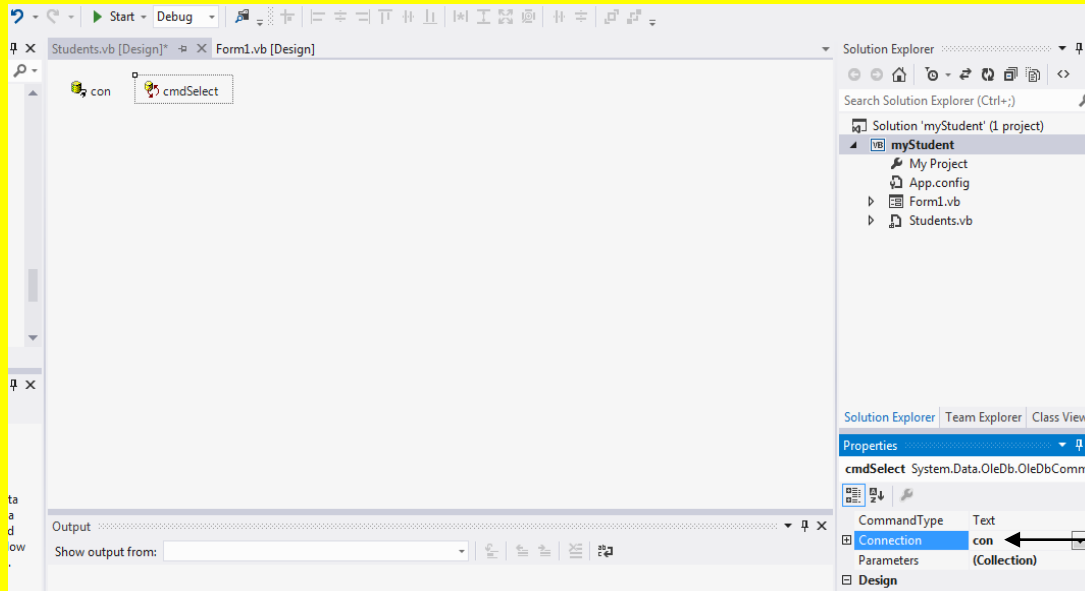 Start Debug
Students.vb [Design]* Form1.vb [Design]
con cmdSelect
Solution Explorer
Search Solution Explorer (Ctrl+;)
Solution 'myStudent' (1 project)
VB myStudent
My Project
App.config
Form1.vb
Students.vb
Solution Explorer Team Explorer Class View
Properties
cmdSelect System.Data.OleDb.OleDbComm
CommandType Text
Connection con
Parameters (Collection)
Design
ta
a
d
low
.
Output
Show output from: